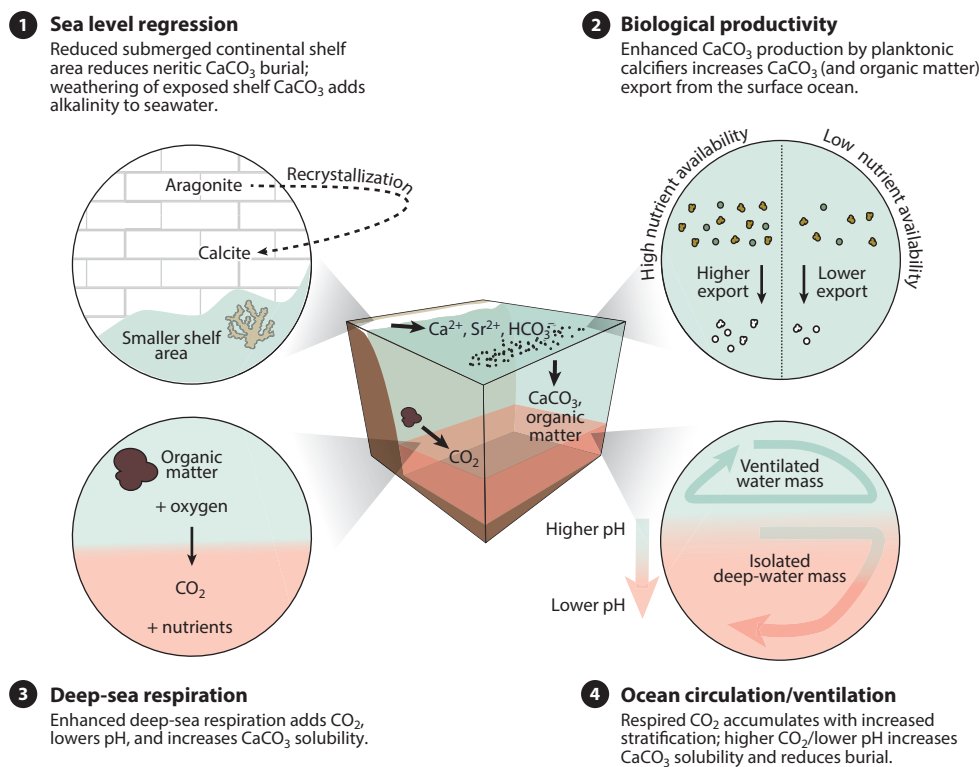 1 Sea level regression
Reduced submerged continental shelf
area reduces neritic CaCO₃ burial;
weathering of exposed shelf CaCO₃ adds
alkalinity to seawater.
2 Biological productivity
Enhanced CaCO₃ production by planktonic
calcifiers increases CaCO₃ (and organic matter)
export from the surface ocean.
Aragonite
Recrystallization
Calcite
Smaller shelf
area
High nutrient availability
Low nutrient availability
Higher
export
Lower
export
Ca²⁺, Sr²⁺, HCO₃⁻
CaCO₃,
organic
matter
CO₂
Organic
matter
+ oxygen
CO₂
+ nutrients
Higher pH
Lower pH
Ventilated
water mass
Isolated
deep-water mass
3 Deep-sea respiration
Enhanced deep-sea respiration adds CO₂,
lowers pH, and increases CaCO₃ solubility.
4 Ocean circulation/ventilation
Respired CO₂ accumulates with increased
stratification; higher CO₂/lower pH increases
CaCO₃ solubility and reduces burial.